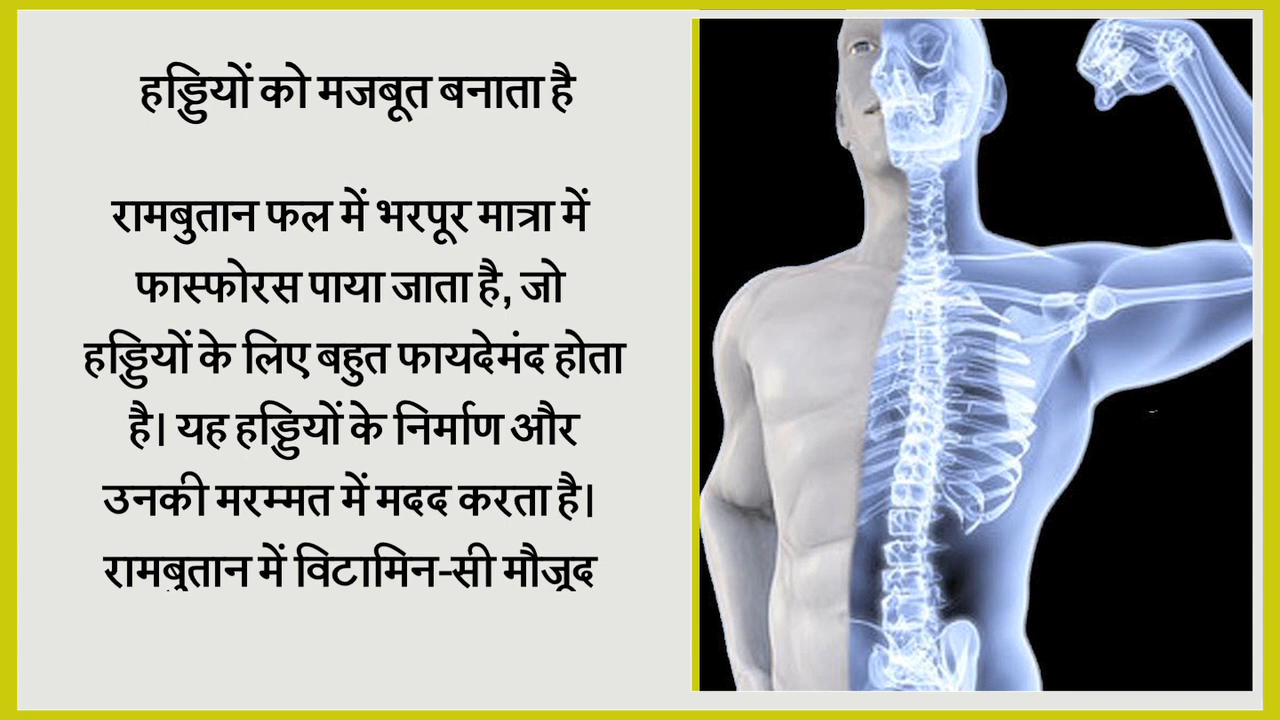 हड्डियों को मजबूत बनाता है
रामबुतान फल में भरपूर मात्रा में
फास्फोरस पाया जाता है, जो
हड्डियों के लिए बहुत फायदेमंद होता
है। यह हड्डियों के निर्माण और
उनकी मरम्मत में मदद करता है।
रामबुतान में विटामिन-सी मौजूद